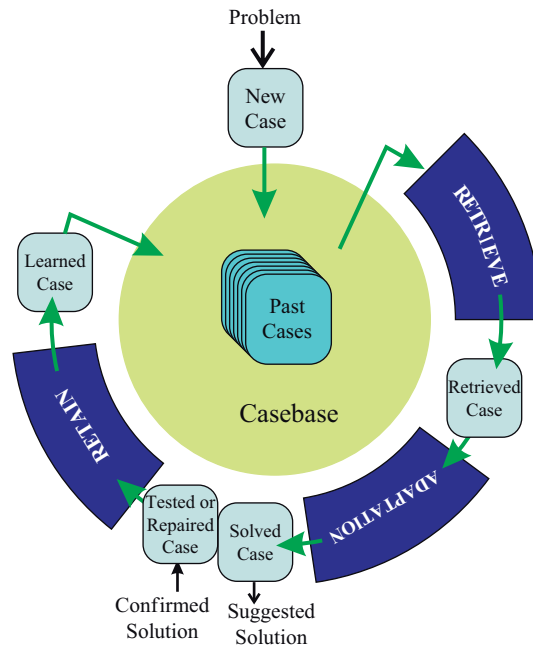 Problem
New
Case
RETRIEVE
Learned
Case
Past
Cases
Retrieved
Case
Casebase
RETAIN
ADAPTATION
Tested or
Repaired
Case
Solved
Case
Confirmed
Solution
Suggested
Solution